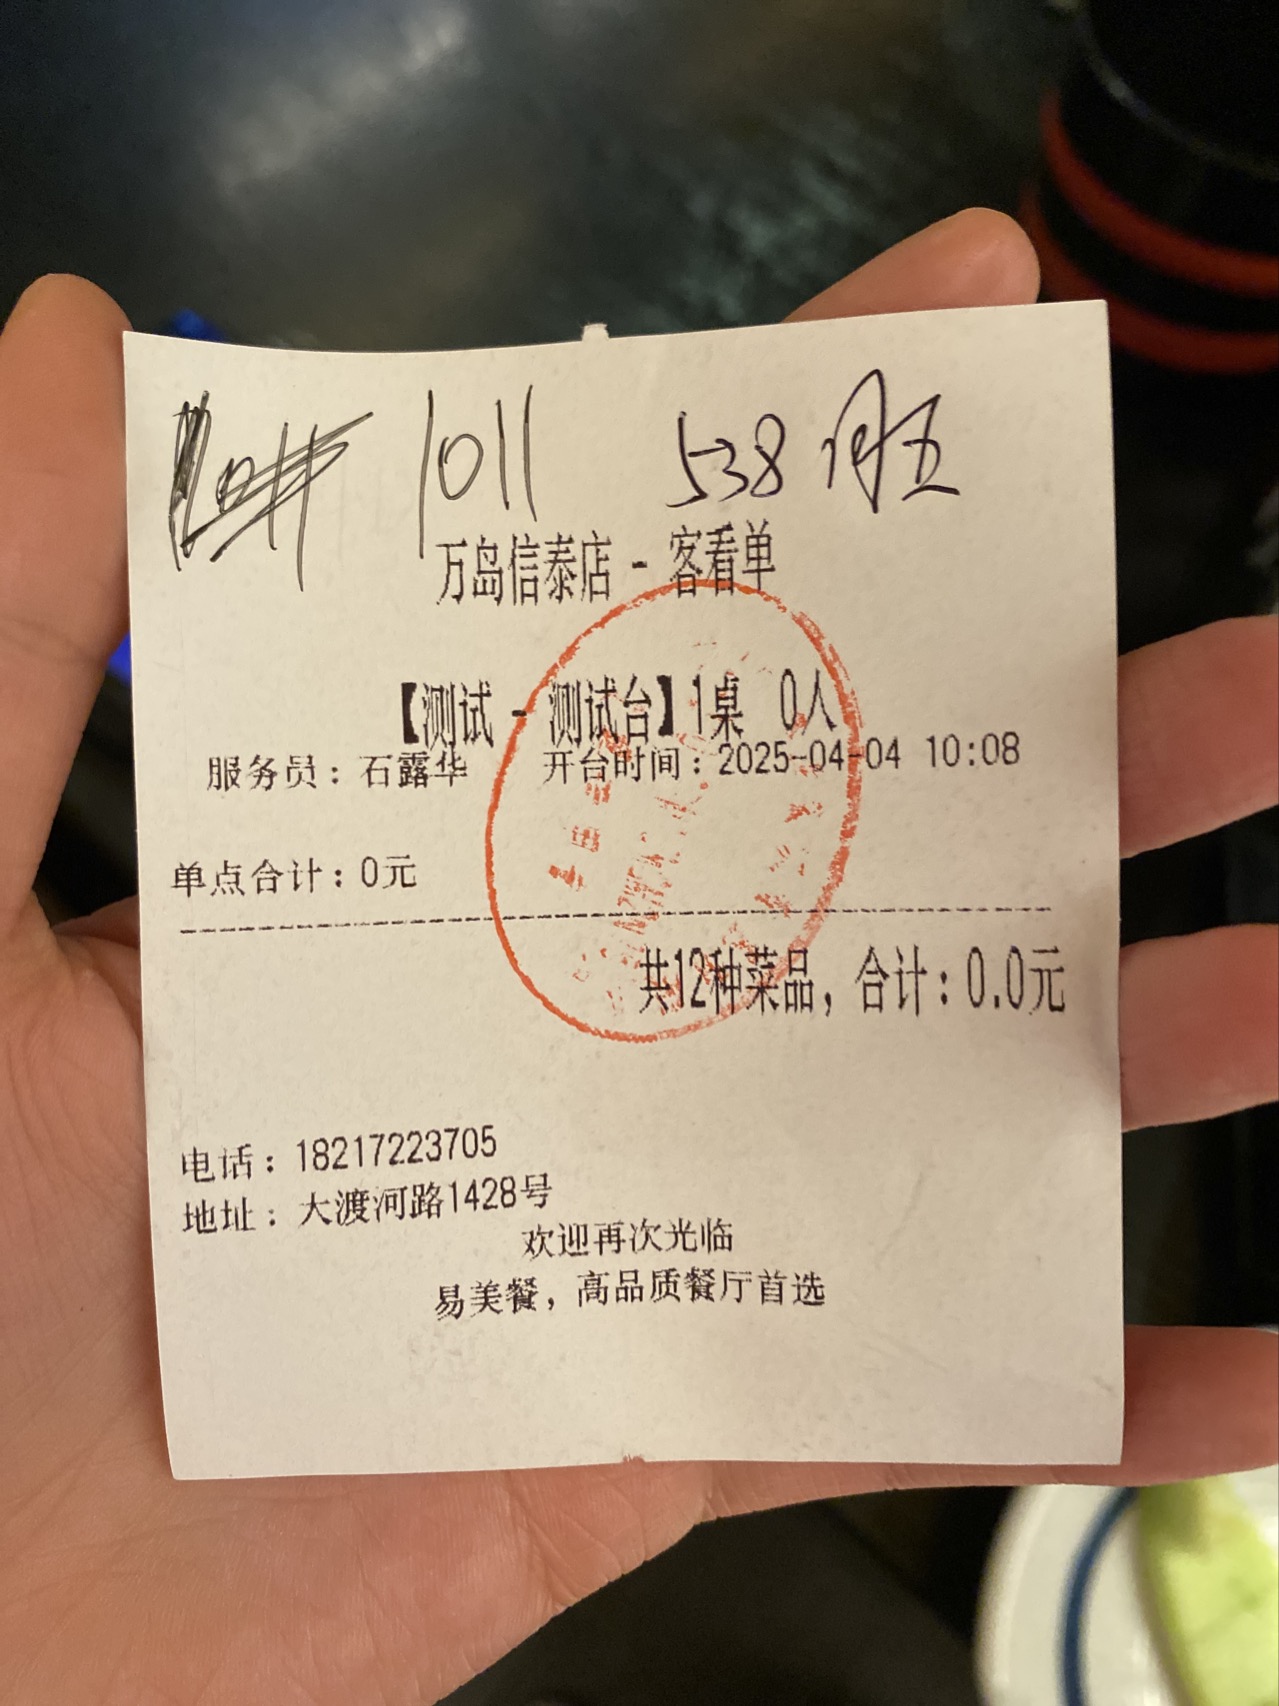 1011 538
万岛信泰店 - 客看单
【测试 - 测试台】1桌 0人
服务员：石露华 开台时间：2025-04-04 10:08
单点合计：0元
共12种菜品，合计：0.0元
电话：18217223705
地址：大渡河路1428号
欢迎再次光临
易美餐，高品质餐厅首选